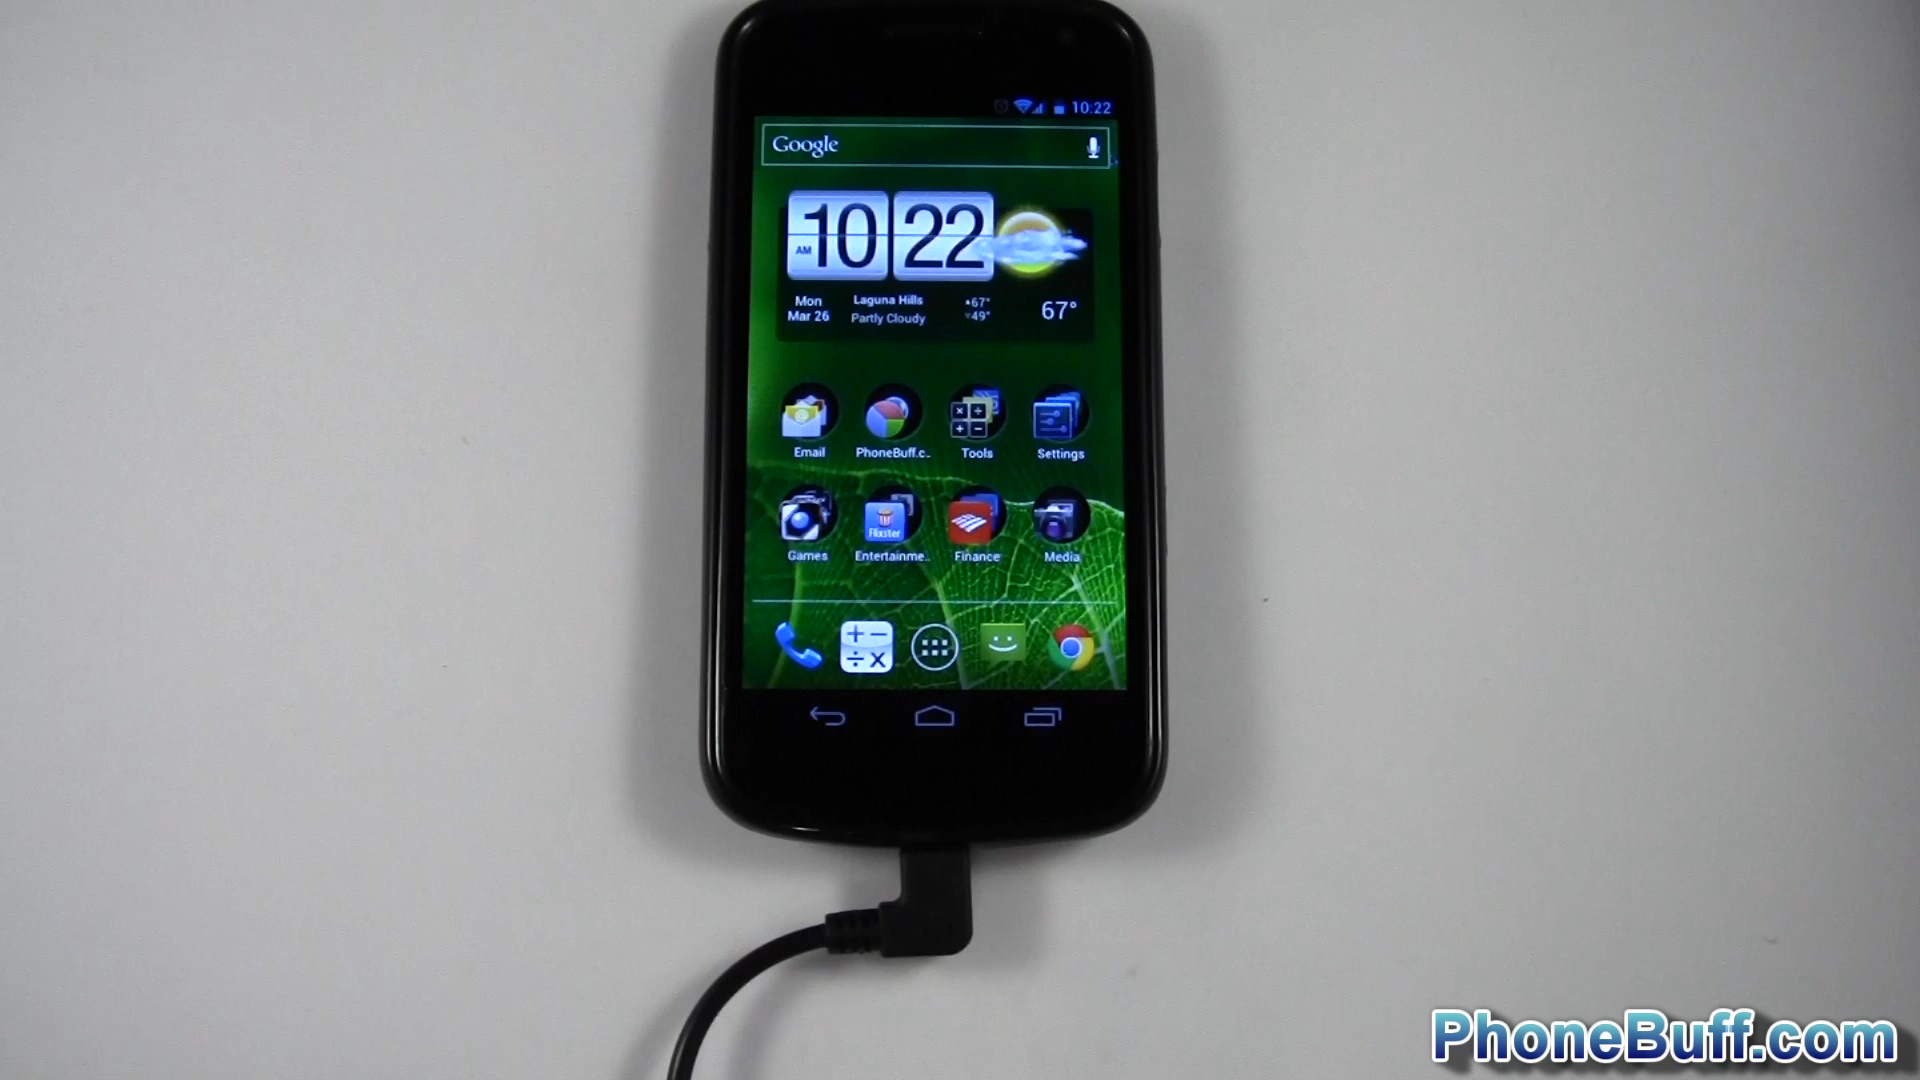 10:22
Google
AM 10 22
Mon Laguna Hills 67°
Mar 26 Partly Cloudy 49° 67°
Email PhoneBuff.c.. Tools Settings
Flixster
Games Entertainme.. Finance Media
PhoneBuff.com